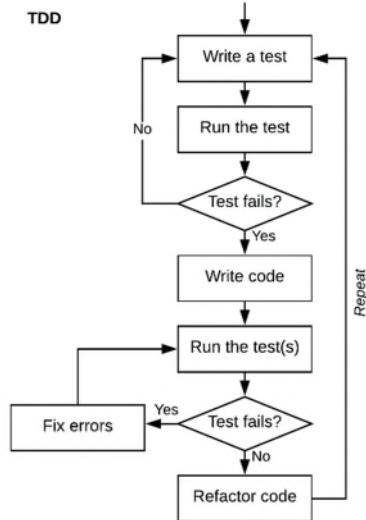 TDD
Write a test
No
Run the test
Test fails?
Yes
Write code
Repeat
Run the test(s)
Yes
Test fails?
Fix errors
No
Refactor code